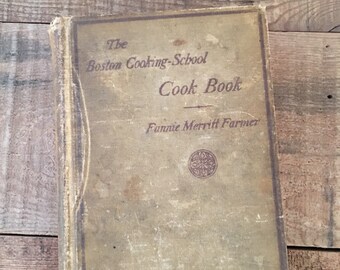 The
Boston Cooking-School
Cook Book
Fannie Merritt Farmer